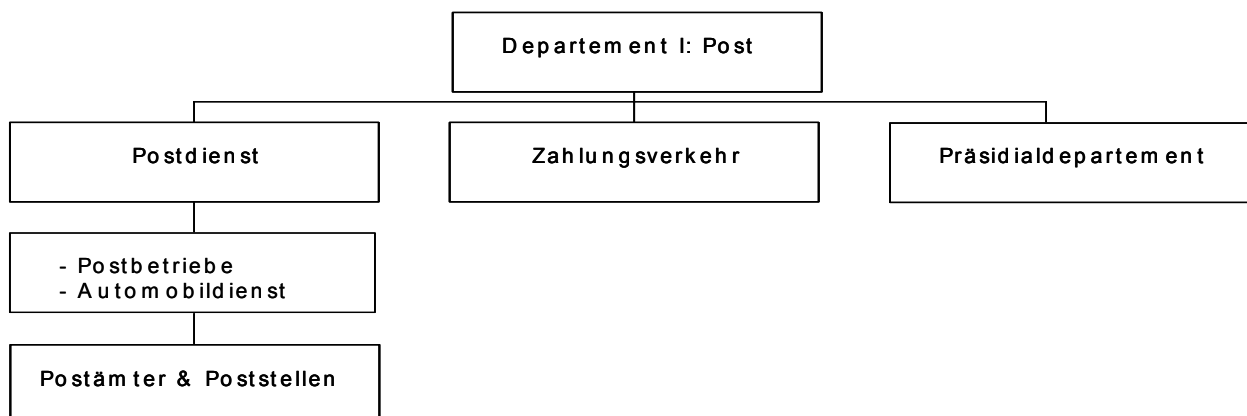 Departement I: Post
Postdienst
Zahlungsverkehr
Präsidialdepartement
- Postbetriebe
- Automobildienst
Postämter & Poststellen